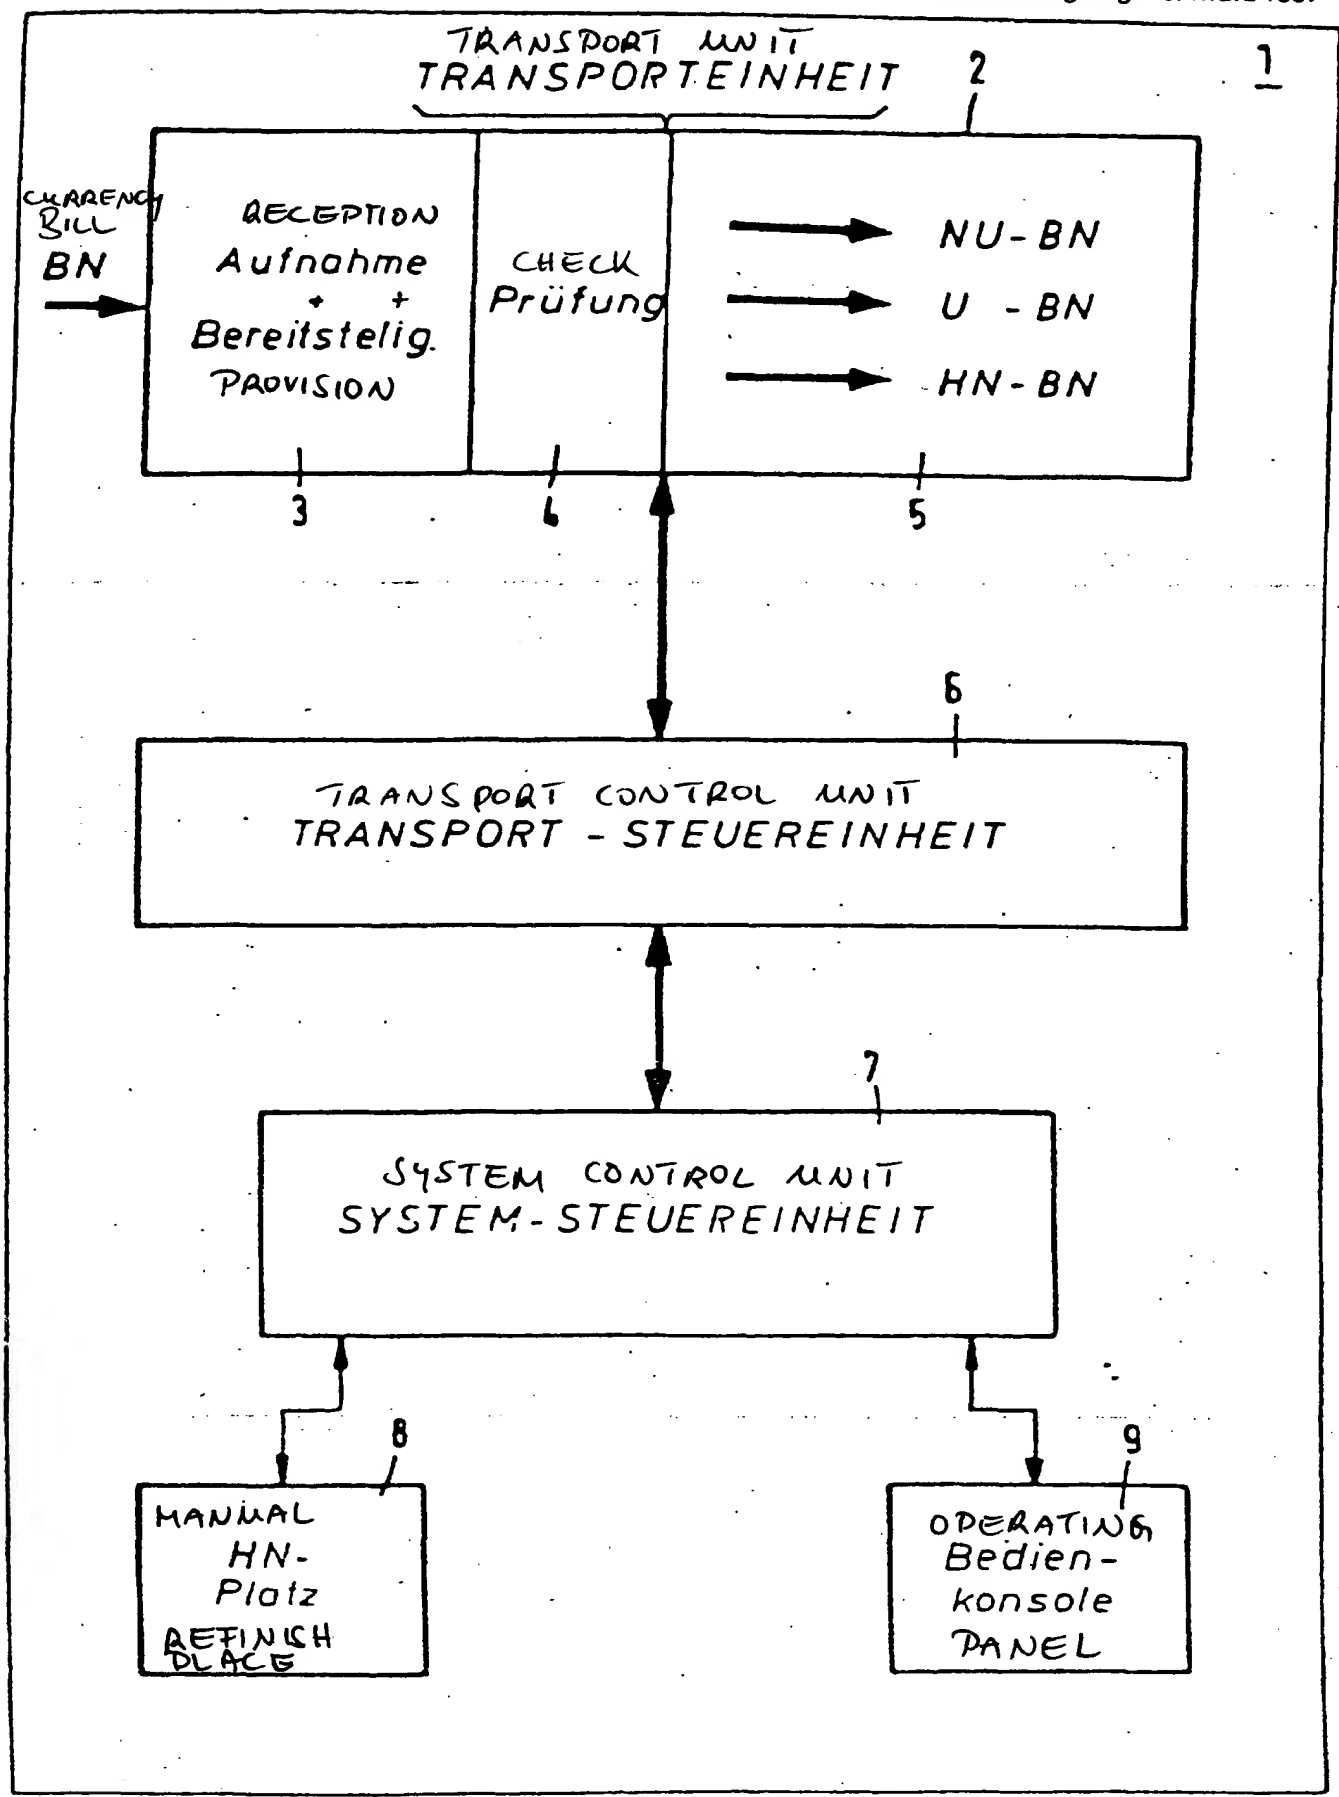 TRANSPORT UNIT
TRANSPORTEINHEIT
2
1
CURRENCY
BILL
BN
RECEPTION
Aufnahme
+ +
Bereitstellg.
PROVISION
CHECK
Prüfung
NU-BN
U - BN
HN-BN
3
4
5
6
TRANSPORT CONTROL UNIT
TRANSPORT - STEUEREINHEIT
7
SYSTEM CONTROL UNIT
SYSTEM-STEUEREINHEIT
8
MANUAL
HN-
Platz
REFINISH
PLACE
9
OPERATING
Bedien-
konsole
PANEL